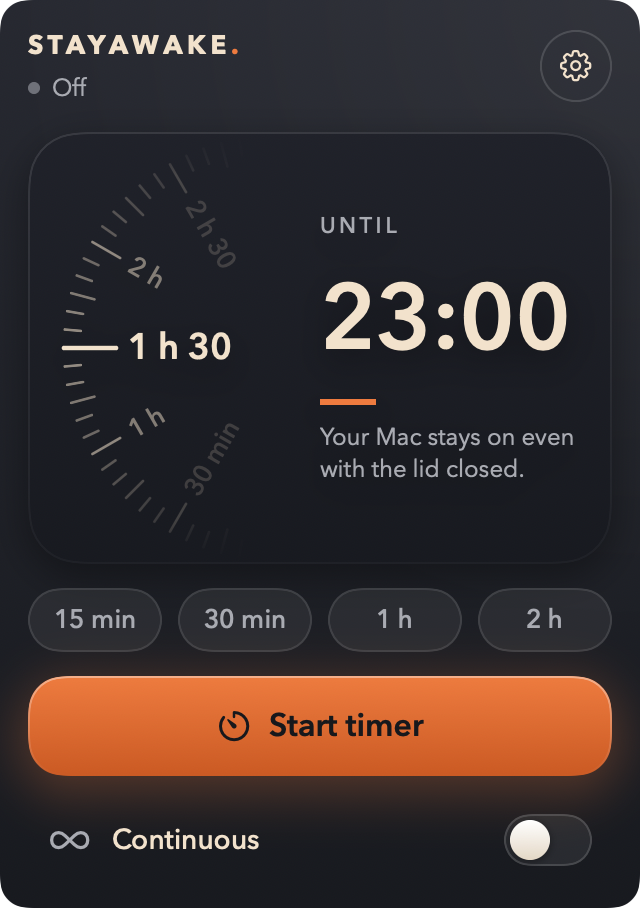 STAYAWAKE.
Off
2 h 30
2 h
1 h 30
1 h
30 min
UNTIL
23:00
Your Mac stays on even
with the lid closed.
15 min
30 min
1 h
2 h
Start timer
Continuous